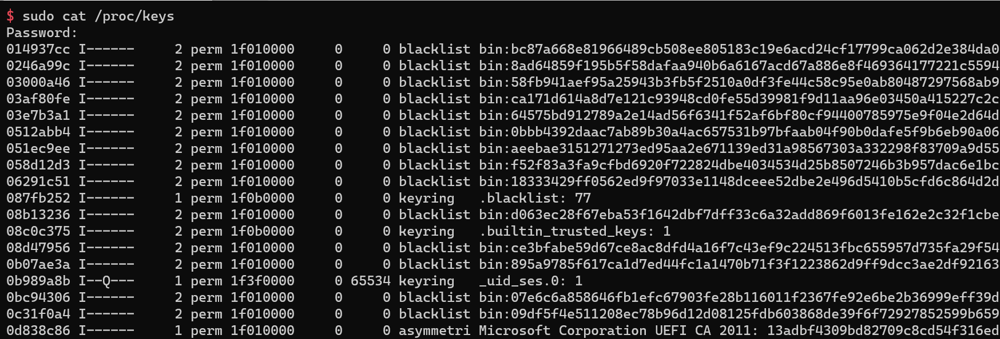 $ sudo cat /proc/keys
Password:
014937cc I------     2 perm 1f010000     0     0 blacklist bin:bc87a668e81966489cb508ee805183c19e6acd24cf17799ca062d2e384da0
0246a99c I------     2 perm 1f010000     0     0 blacklist bin:8ad64859f195b5f58dafaa940b6a6167acd67a886e8f469364177221c5594
03000a46 I------     2 perm 1f010000     0     0 blacklist bin:58fb941aef95a25943b3fb5f2510a0df3fe44c58c95e0ab80487297568ab9
03af80fe I------     2 perm 1f010000     0     0 blacklist bin:ca171d614a8d7e121c93948cd0fe55d39981f9d11aa96e03450a415227c2c
03e7b3a1 I------     2 perm 1f010000     0     0 blacklist bin:64575bd912789a2e14ad56f6341f52af6bf80cf94400785975e9f04e2d64d
0512abb4 I------     2 perm 1f010000     0     0 blacklist bin:0bbb4392daac7ab89b30a4ac657531b97bfaab04f90b0dafe5f9b6eb90a06
051ec9ee I------     2 perm 1f010000     0     0 blacklist bin:aeebae3151271273ed95aa2e671139ed31a98567303a332298f83709a9d55
058d12d3 I------     2 perm 1f010000     0     0 blacklist bin:f52f83a3fa9cfbd6920f722824dbe4034534d25b8507246b3b957dac6e1bc
06291c51 I------     2 perm 1f010000     0     0 blacklist bin:18333429ff0562ed9f97033e1148dceee52dbe2e496d5410b5cfd6c864d2d
087fb252 I------     1 perm 1f0b0000     0     0 keyring   .blacklist: 77
08b13236 I------     2 perm 1f010000     0     0 blacklist bin:d063ec28f67eba53f1642dbf7dff33c6a32add869f6013fe162e2c32f1cbe
08c0c375 I------     2 perm 1f0b0000     0     0 keyring   .builtin_trusted_keys: 1
08d47956 I------     2 perm 1f010000     0     0 blacklist bin:ce3bfabe59d67ce8ac8dfd4a16f7c43ef9c224513fbc655957d735fa29f54
0b07ae3a I------     2 perm 1f010000     0     0 blacklist bin:895a9785f617ca1d7ed44fc1a1470b71f3f1223862d9ff9dcc3ae2df92163
0b989a8b I--Q---     1 perm 1f3f0000     0 65534 keyring   _uid_ses.0: 1
0bc94306 I------     2 perm 1f010000     0     0 blacklist bin:07e6c6a858646fb1efc67903fe28b116011f2367fe92e6be2b36999eff39d
0c31f0a4 I------     2 perm 1f010000     0     0 blacklist bin:09df5f4e511208ec78b96d12d08125fdb603868de39f6f72927852599b659
0d838c86 I------     1 perm 1f010000     0     0 asymmetri Microsoft Corporation UEFI CA 2011: 13adbf4309bd82709c8cd54f316ed